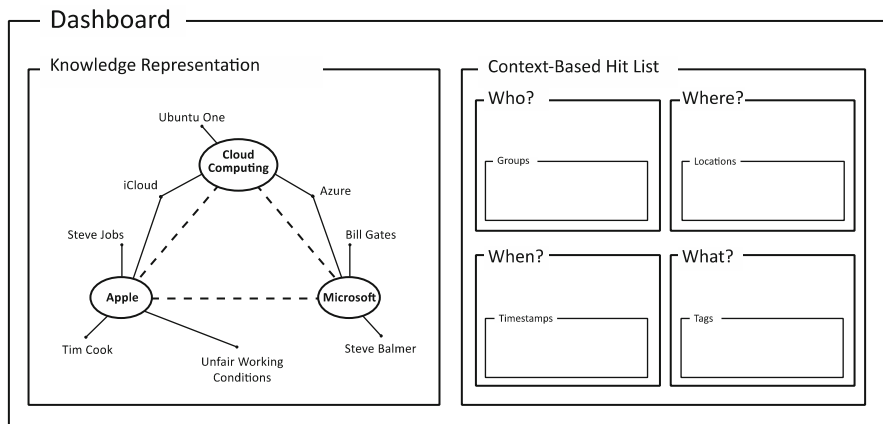 Dashboard
Knowledge Representation
Ubuntu One
Cloud
Computing
iCloud
Azure
Steve Jobs
Bill Gates
Apple
Microsoft
Tim Cook
Steve Balmer
Unfair Working
Conditions
Context-Based Hit List
Who?
Where?
Groups
Locations
When?
What?
Timestamps
Tags